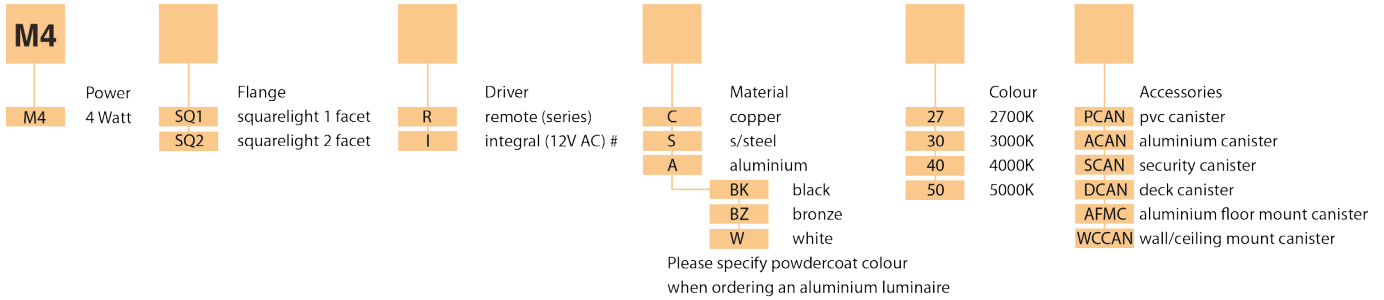 M4
Power
M4 4 Watt
Flange
SQ1 squarelight 1 facet
SQ2 squarelight 2 facet
Driver
R remote (series)
I integral (12V AC) #
Material
C copper
S s/steel
A aluminium
BK black
BZ bronze
W white
Please specify powdercoat colour
when ordering an aluminium luminaire
Colour
27 2700K
30 3000K
40 4000K
50 5000K
Accessories
PCAN pvc canister
ACAN aluminium canister
SCAN security canister
DCAN deck canister
AFMC aluminium floor mount canister
WCCAN wall/ceiling mount canister